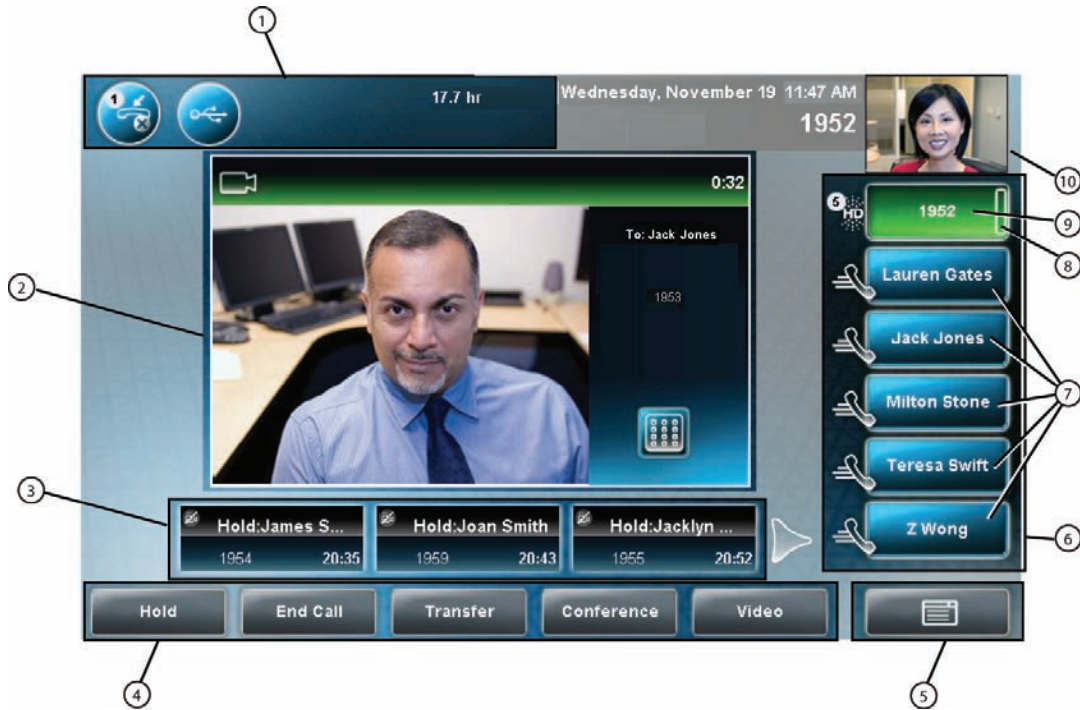 1
1
17.7 hr
Wednesday, November 19 11:47 AM
1952
10
0:32
5
HD
1952
9
8
To: Jack Jones
1953
2
Lauren Gates
Jack Jones
7
Milton Stone
Teresa Swift
3
Hold:James S...
1954 20:35
Hold:Joan Smith
1959 20:43
Hold:Jacklyn ...
1955 20:52
Z Wong
6
Hold
End Call
Transfer
Conference
Video
4
5